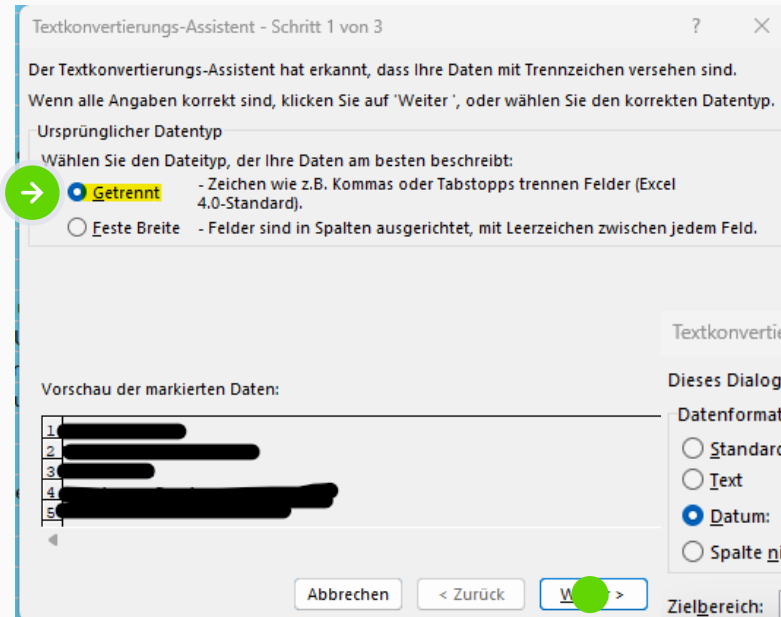 Textkonvertierungs-Assistent - Schritt 1 von 3
Der Textkonvertierungs-Assistent hat erkannt, dass Ihre Daten mit Trennzeichen versehen sind.
Wenn alle Angaben korrekt sind, klicken Sie auf 'Weiter ', oder wählen Sie den korrekten Datentyp.
Ursprünglicher Datentyp
Wählen Sie den Dateityp, der Ihre Daten am besten beschreibt:
Getrennt - Zeichen wie z.B. Kommas oder Tabstopps trennen Felder (Excel
4.0-Standard).
Feste Breite - Felder sind in Spalten ausgerichtet, mit Leerzeichen zwischen jedem Feld.
Vorschau der markierten Daten:
1
2
3
4
5
Abbrechen < Zurück >
Dieses Dialog
Datenformat
Standard
Text
Datum:
Spalte
Zielbereich: